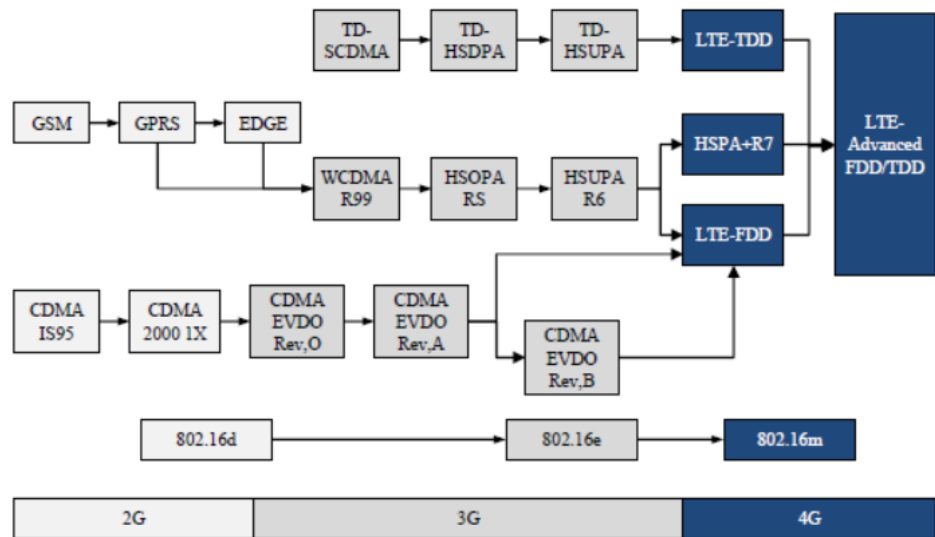 TD-
SCDMA
TD-
HSDPA
TD-
HSUPA
LTE-TDD
LTE-
Advanced
FDD/TDD
GSM
GPRS
EDGE
HSPA+R7
WCDMA
R99
HSOPA
RS
HSUPA
R6
LTE-FDD
CDMA
IS95
CDMA
2000 1X
CDMA
EVDO
Rev,O
CDMA
EVDO
Rev,A
CDMA
EVDO
Rev,B
802.16d
802.16e
802.16m
2G
3G
4G